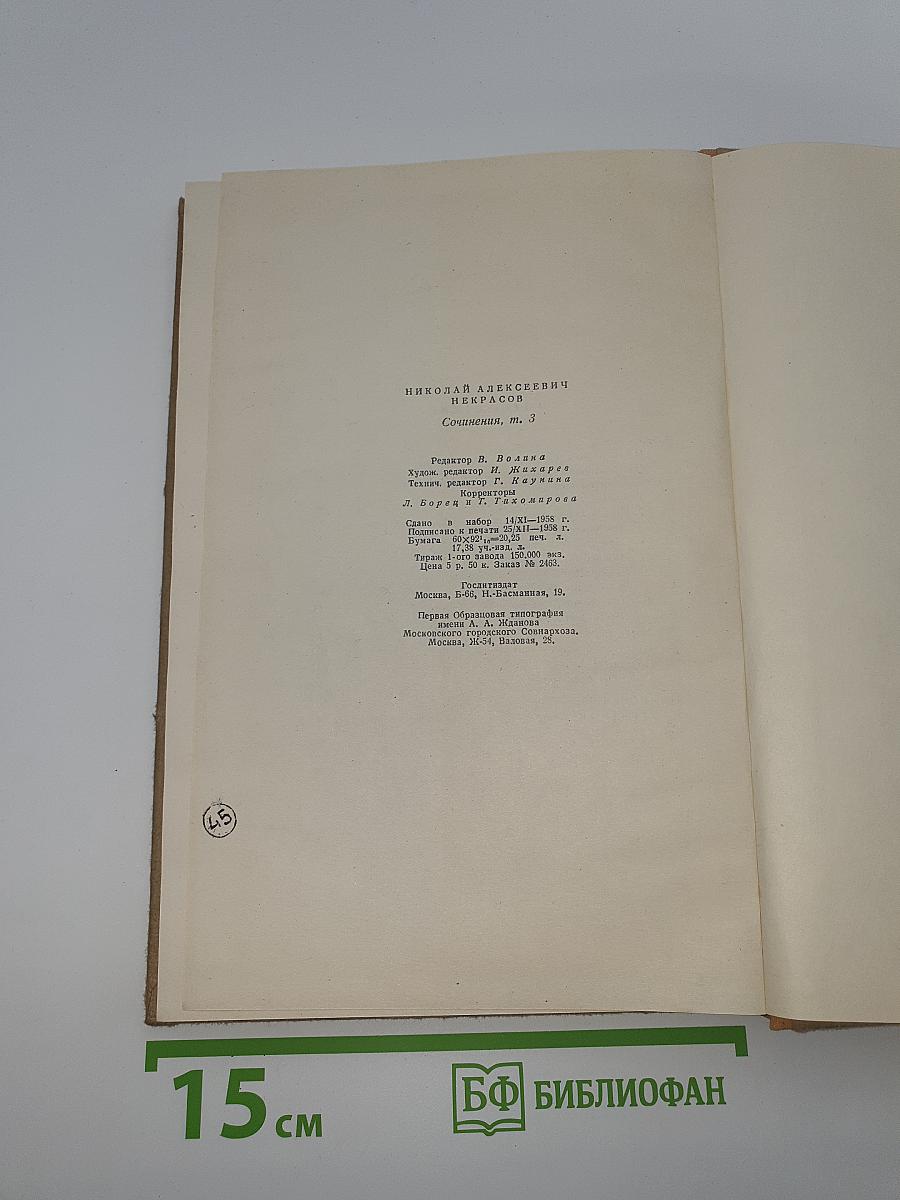 НИКОЛАЙ АЛЕКСЕЕВИЧ
НЕКРАСОВ
Сочинения, т. 3
Редактор В. Волина
Худож. редактор И. Жихарев
Технич. редактор Г. Каунина
Корректоры
Л. Борец и Т. Тихомирова
Сдано в набор 14/XI—1958 г.
Подписано к печати 25/XII—1958 г.
Бумага 60×92¹/₁₆=20,25 печ. л.
17,38 уч.-изд. л.
Тираж 1-ого завода 150.000 экз.
Цена 5 р. 50 к. Заказ № 2463.
Гослитиздат
Москва, Б-66, Н.-Басманная, 19.
Первая Образцовая типография
имени А. А. Жданова
Московского городского Совнархоза.
Москва, Ж-54, Валовая, 28.
45
15 см
БФ БИБЛИОФАН